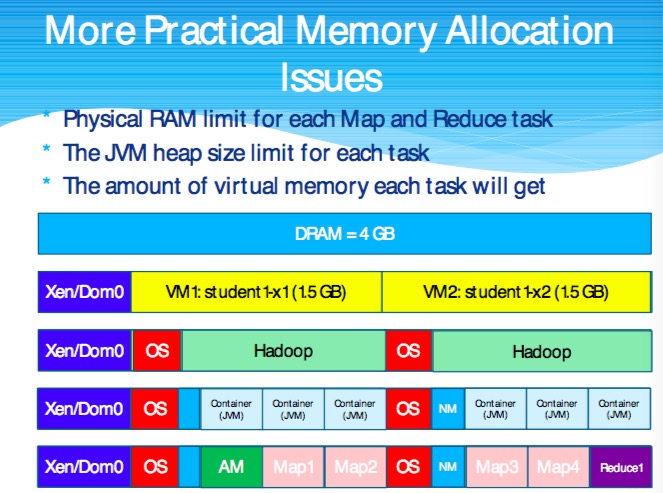 More Practical Memory Allocation
Issues
* Physical RAM limit for each Map and Reduce task
* The JVM heap size limit for each task
* The amount of virtual memory each task will get
DRAM = 4 GB
Xen/Dom0 VM1: student1-x1 (1.5 GB) VM2: student1-x2 (1.5 GB)
Xen/Dom0 OS Hadoop OS Hadoop
Xen/Dom0 OS Container (JVM) Container (JVM) Container (JVM) OS NM Container (JVM) Container (JVM) Container (JVM)
Xen/Dom0 OS AM Map1 Map2 OS NM Map3 Map4 Reduce1